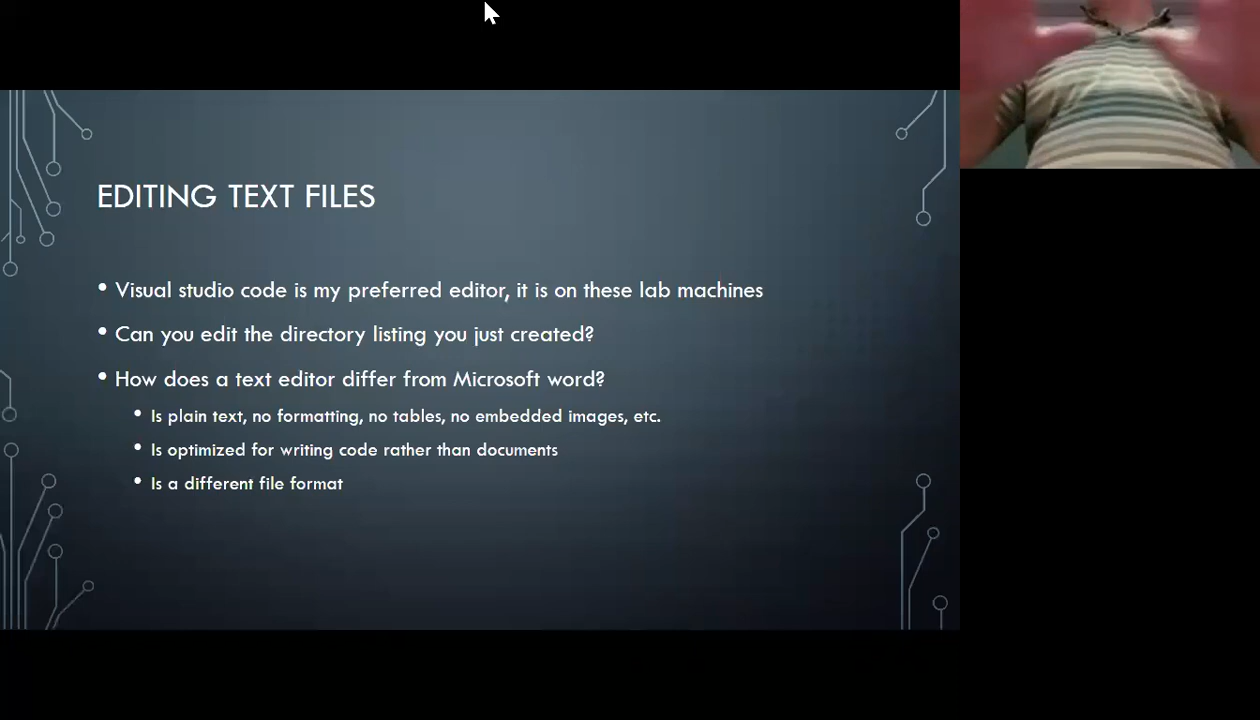 EDITING TEXT FILES
• Visual studio code is my preferred editor, it is on these lab machines
• Can you edit the directory listing you just created?
• How does a text editor differ from Microsoft word?
• Is plain text, no formatting, no tables, no embedded images, etc.
• Is optimized for writing code rather than documents
• Is a different file format